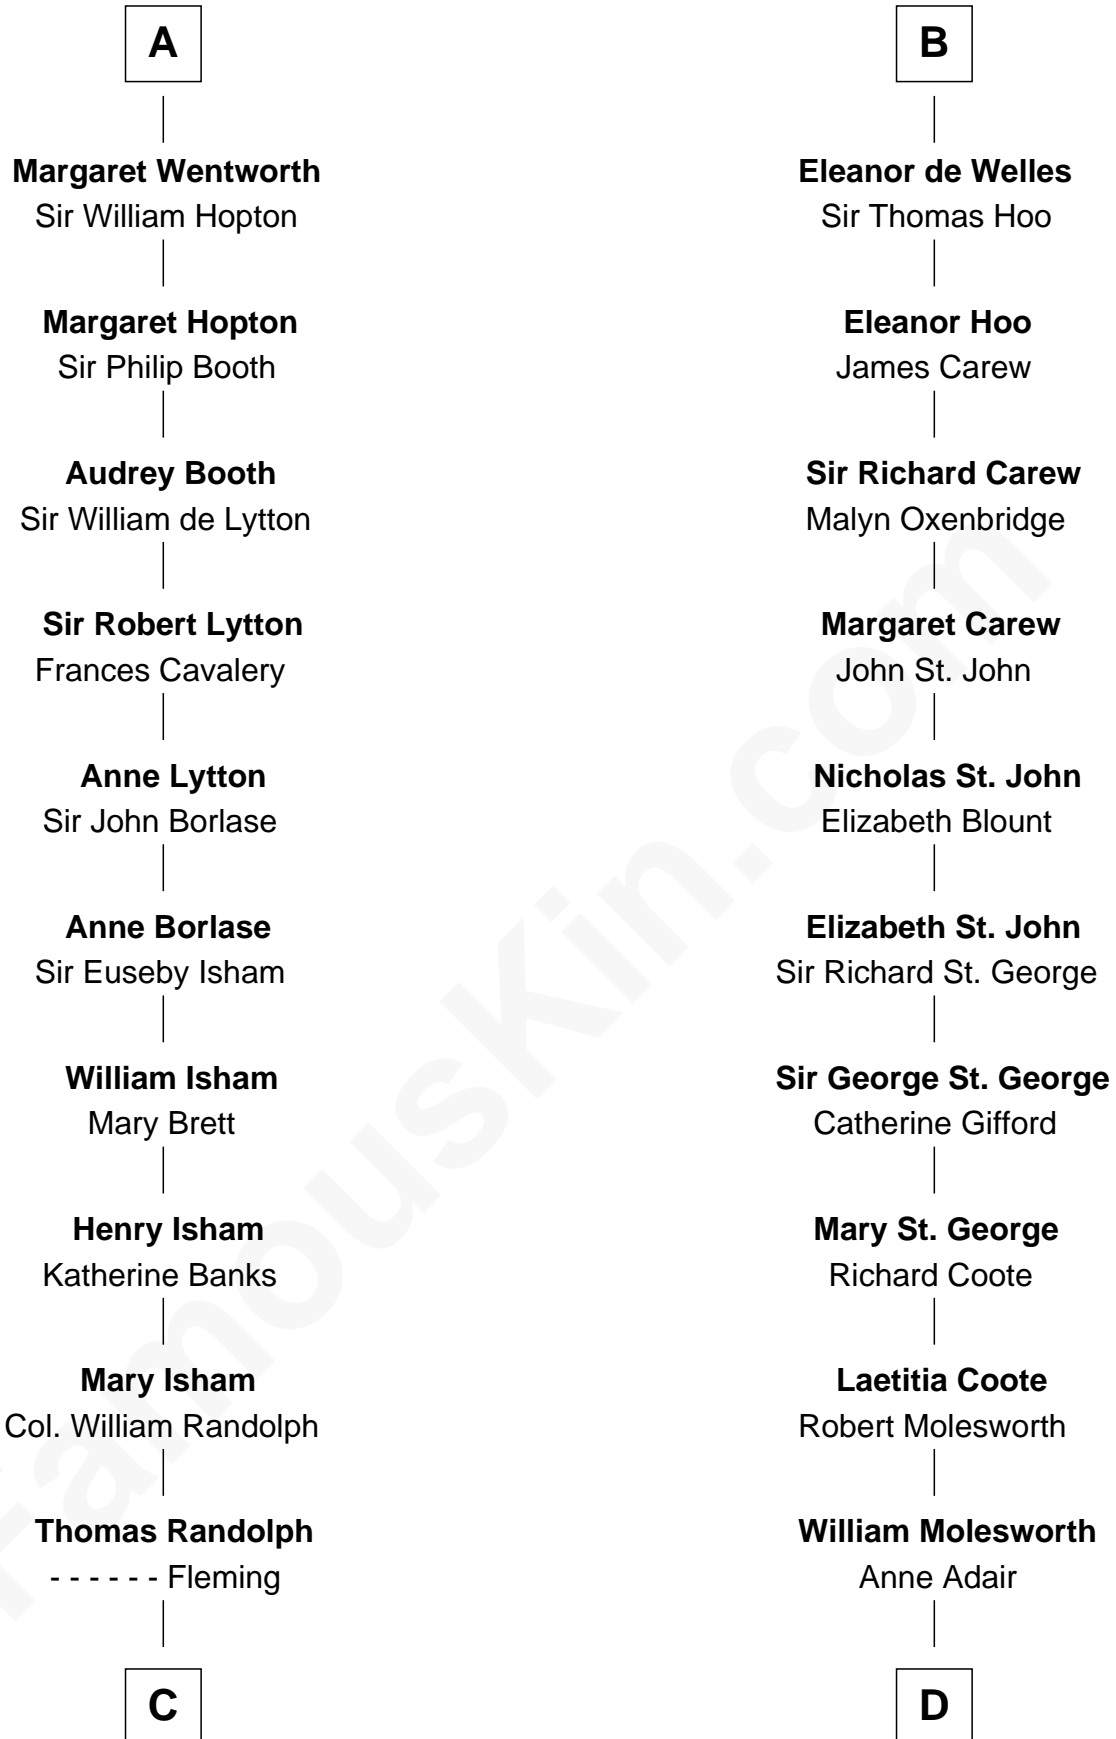 A
Margaret Wentworth
Sir William Hopton
Margaret Hopton
Sir Philip Booth
Audrey Booth
Sir William de Lytton
Sir Robert Lytton
Frances Cavalery
Anne Lytton
Sir John Borlase
Anne Borlase
Sir Euseby Isham
William Isham
Mary Brett
Henry Isham
Katherine Banks
Mary Isham
Col. William Randolph
Thomas Randolph
- - - - - - Fleming
C
B
Eleanor de Welles
Sir Thomas Hoo
Eleanor Hoo
James Carew
Sir Richard Carew
Malyn Oxenbridge
Margaret Carew
John St. John
Nicholas St. John
Elizabeth Blount
Elizabeth St. John
Sir Richard St. George
Sir George St. George
Catherine Gifford
Mary St. George
Richard Coote
Laetitia Coote
Robert Molesworth
William Molesworth
Anne Adair
D
FamousKin.com